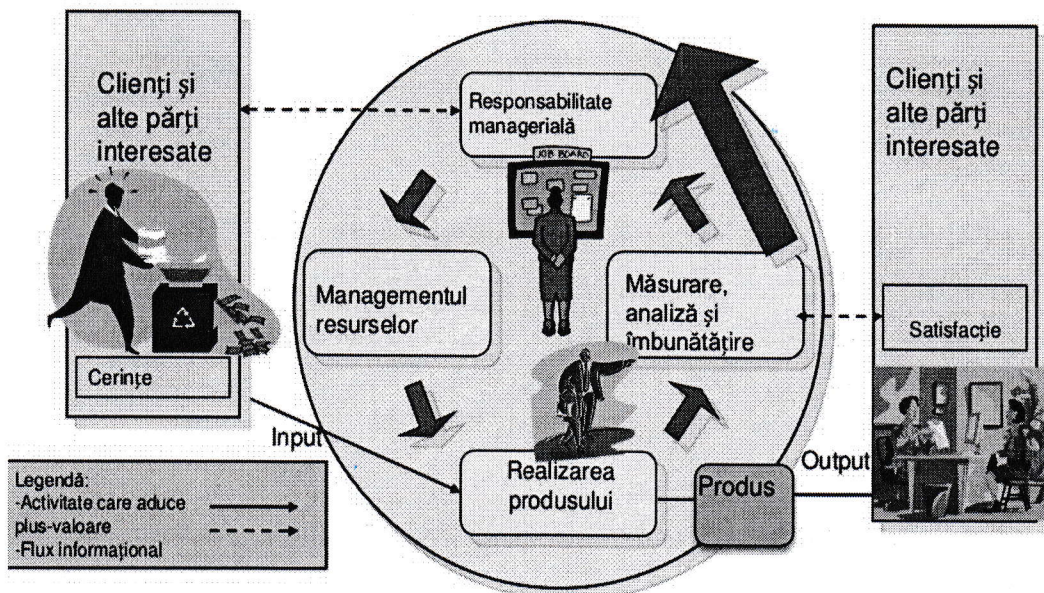 Clienți și
alte părți
interesate
Cerințe
Responsabilitate
managerială
JOB BOARD
Managementul
resurselor
Măsurare,
analiză și
îmbunătățire
Realizarea
produsului
Input
Produs
Output
Clienți și
alte părți
interesate
Satisfacție
Legendă:
-Activitate care aduce
plus-valoare
-Flux informațional